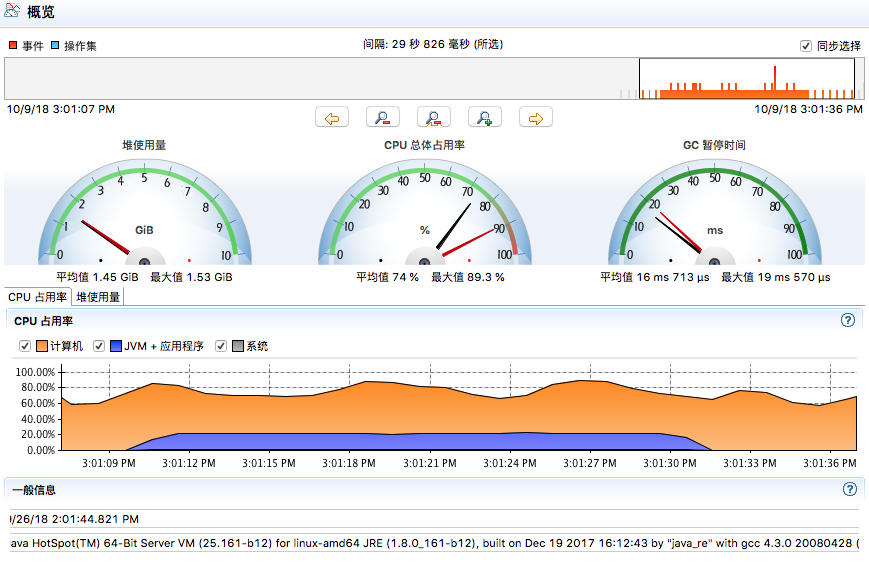 概览
事件 操作集 间隔: 29 秒 826 毫秒 (所选) 同步选择
10/9/18 3:01:07 PM 10/9/18 3:01:36 PM
堆使用量 CPU 总体占用率 GC 暂停时间
0 1 2 3 4 5 6 7 8 9 10 GiB
0 10 20 30 40 50 60 70 80 90 100 %
0 10 20 30 40 50 60 70 80 90 100 ms
平均值 1.45 GiB 最大值 1.53 GiB 平均值 74 % 最大值 89.3 % 平均值 16 ms 713 µs 最大值 19 ms 570 µs
CPU 占用率 堆使用量
CPU 占用率
计算机 JVM + 应用程序 系统
100.00%
80.00%
60.00%
40.00%
20.00%
0.00%
3:01:09 PM 3:01:12 PM 3:01:15 PM 3:01:18 PM 3:01:21 PM 3:01:24 PM 3:01:27 PM 3:01:30 PM 3:01:33 PM 3:01:36 PM
一般信息
/26/18 2:01:44.821 PM
ava HotSpot(TM) 64-Bit Server VM (25.161-b12) for linux-amd64 JRE (1.8.0_161-b12), built on Dec 19 2017 16:12:43 by "java_re" with gcc 4.3.0 20080428 (